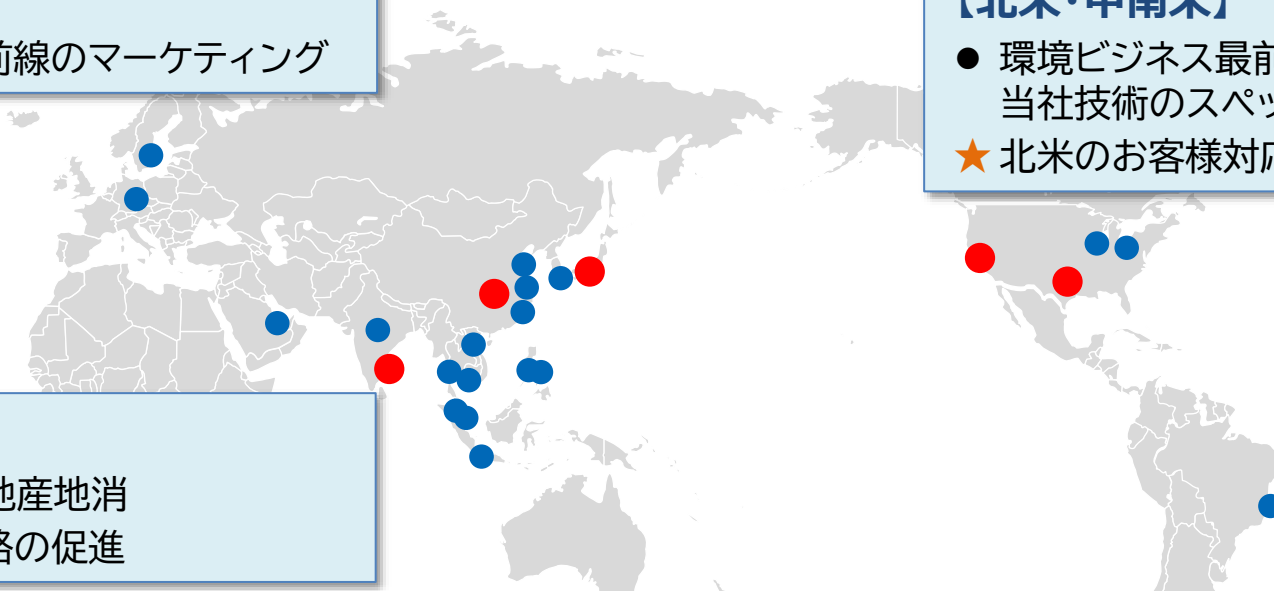 前線のマーケティング
【北米・中南米】
● 環境ビジネス最前
当社技術のスペッ
★ 北米のお客様対応
地産地消
略の促進